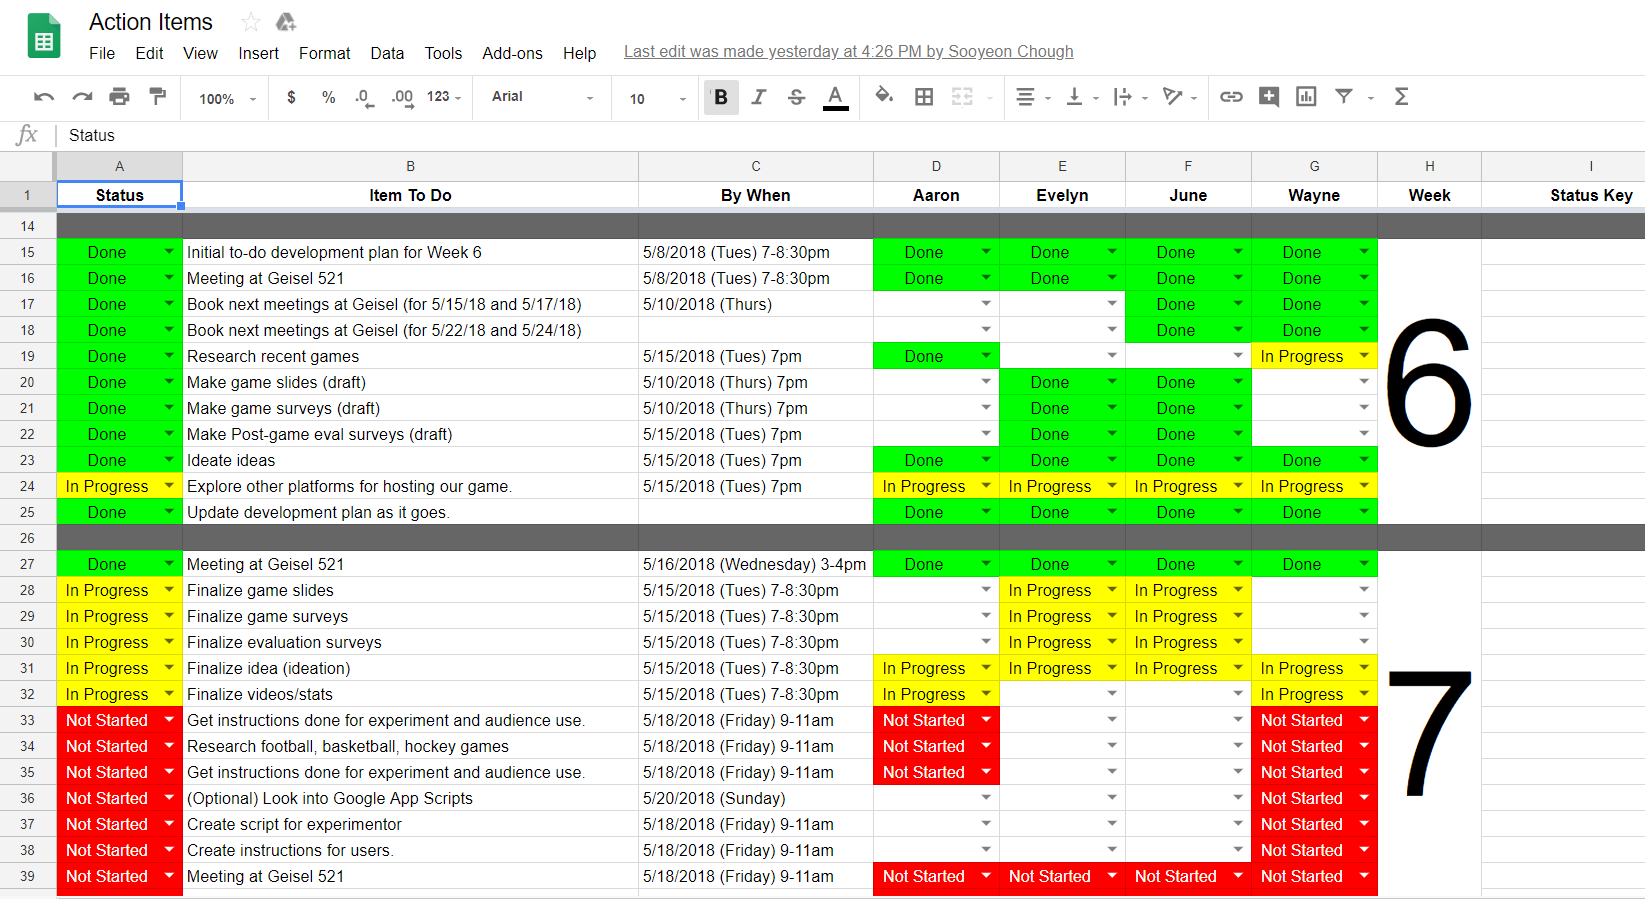 Action Items
File Edit View Insert Format Data Tools Add-ons Help Last edit was made yesterday at 4:26 PM by Sooyeon Chough
100% $ % .0 .00 123 Arial 10 B I S A Σ
fx Status
A B C D E F G H I
1 Status Item To Do By When Aaron Evelyn June Wayne Week Status Key
14
15 Done Initial to-do development plan for Week 6 5/8/2018 (Tues) 7-8:30pm Done Done Done Done
16 Done Meeting at Geisel 521 5/8/2018 (Tues) 7-8:30pm Done Done Done Done
17 Done Book next meetings at Geisel (for 5/15/18 and 5/17/18) 5/10/2018 (Thurs) Done Done
18 Done Book next meetings at Geisel (for 5/22/18 and 5/24/18) Done Done
19 Done Research recent games 5/15/2018 (Tues) 7pm Done In Progress
20 Done Make game slides (draft) 5/10/2018 (Thurs) 7pm Done Done
6
21 Done Make game surveys (draft) 5/10/2018 (Thurs) 7pm Done Done
22 Done Make Post-game eval surveys (draft) 5/15/2018 (Tues) 7pm Done Done
23 Done Ideate ideas 5/15/2018 (Tues) 7pm Done Done Done Done
24 In Progress Explore other platforms for hosting our game. 5/15/2018 (Tues) 7pm In Progress In Progress In Progress In Progress
25 Done Update development plan as it goes. Done Done Done Done
26
27 Done Meeting at Geisel 521 5/16/2018 (Wednesday) 3-4pm Done Done Done Done
28 In Progress Finalize game slides 5/15/2018 (Tues) 7-8:30pm In Progress In Progress
29 In Progress Finalize game surveys 5/15/2018 (Tues) 7-8:30pm In Progress In Progress
30 In Progress Finalize evaluation surveys 5/15/2018 (Tues) 7-8:30pm In Progress In Progress
31 In Progress Finalize idea (ideation) 5/15/2018 (Tues) 7-8:30pm In Progress In Progress In Progress In Progress
32 In Progress Finalize videos/stats 5/15/2018 (Tues) 7-8:30pm In Progress In Progress
33 Not Started Get instructions done for experiment and audience use. 5/18/2018 (Friday) 9-11am Not Started Not Started
7
34 Not Started Research football, basketball, hockey games 5/18/2018 (Friday) 9-11am Not Started Not Started
35 Not Started Get instructions done for experiment and audience use. 5/18/2018 (Friday) 9-11am Not Started Not Started
36 Not Started (Optional) Look into Google App Scripts 5/20/2018 (Sunday) Not Started
37 Not Started Create script for experimentor 5/18/2018 (Friday) 9-11am Not Started
38 Not Started Create instructions for users. 5/18/2018 (Friday) 9-11am Not Started
39 Not Started Meeting at Geisel 521 5/18/2018 (Friday) 9-11am Not Started Not Started Not Started Not Started